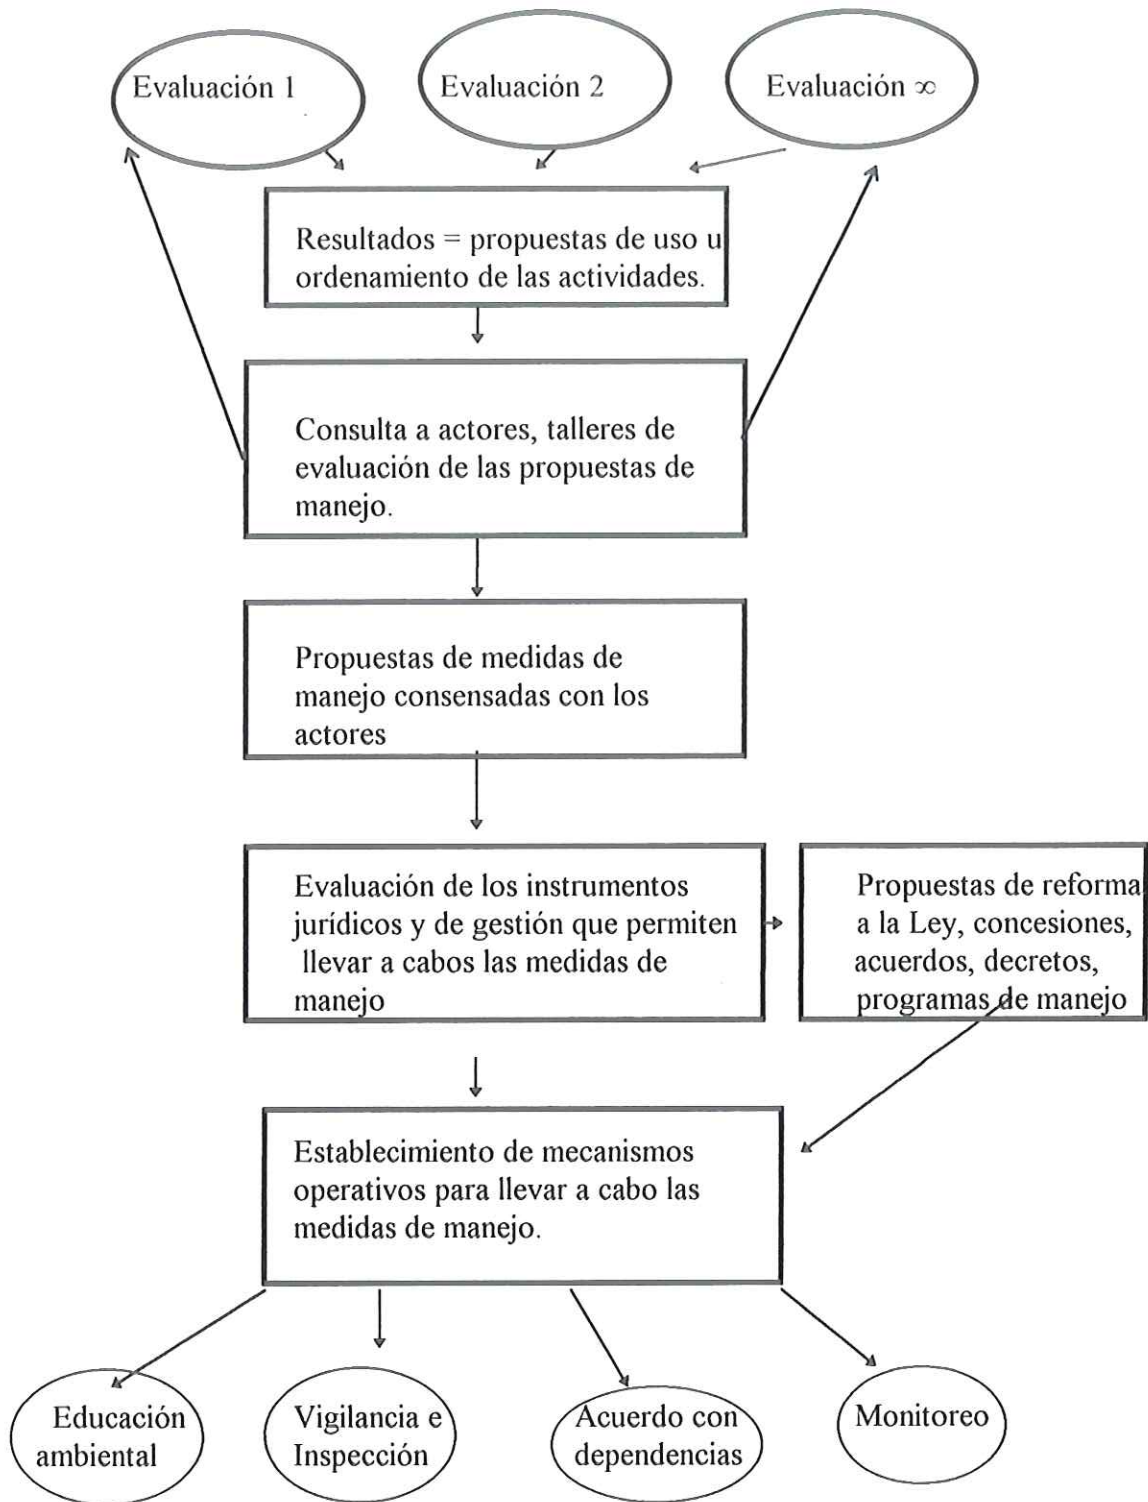 Evaluación 1
Evaluación 2
Evaluación ∞
Resultados = propuestas de uso u
ordenamiento de las actividades.
Consulta a actores, talleres de
evaluación de las propuestas de
manejo.
Propuestas de medidas de
manejo consensadas con los
actores
Evaluación de los instrumentos
jurídicos y de gestión que permiten
llevar a cabos las medidas de
manejo
Propuestas de reforma
a la Ley, concesiones,
acuerdos, decretos,
programas de manejo
Establecimiento de mecanismos
operativos para llevar a cabo las
medidas de manejo.
Educación
ambiental
Vigilancia e
Inspección
Acuerdo con
dependencias
Monitoreo